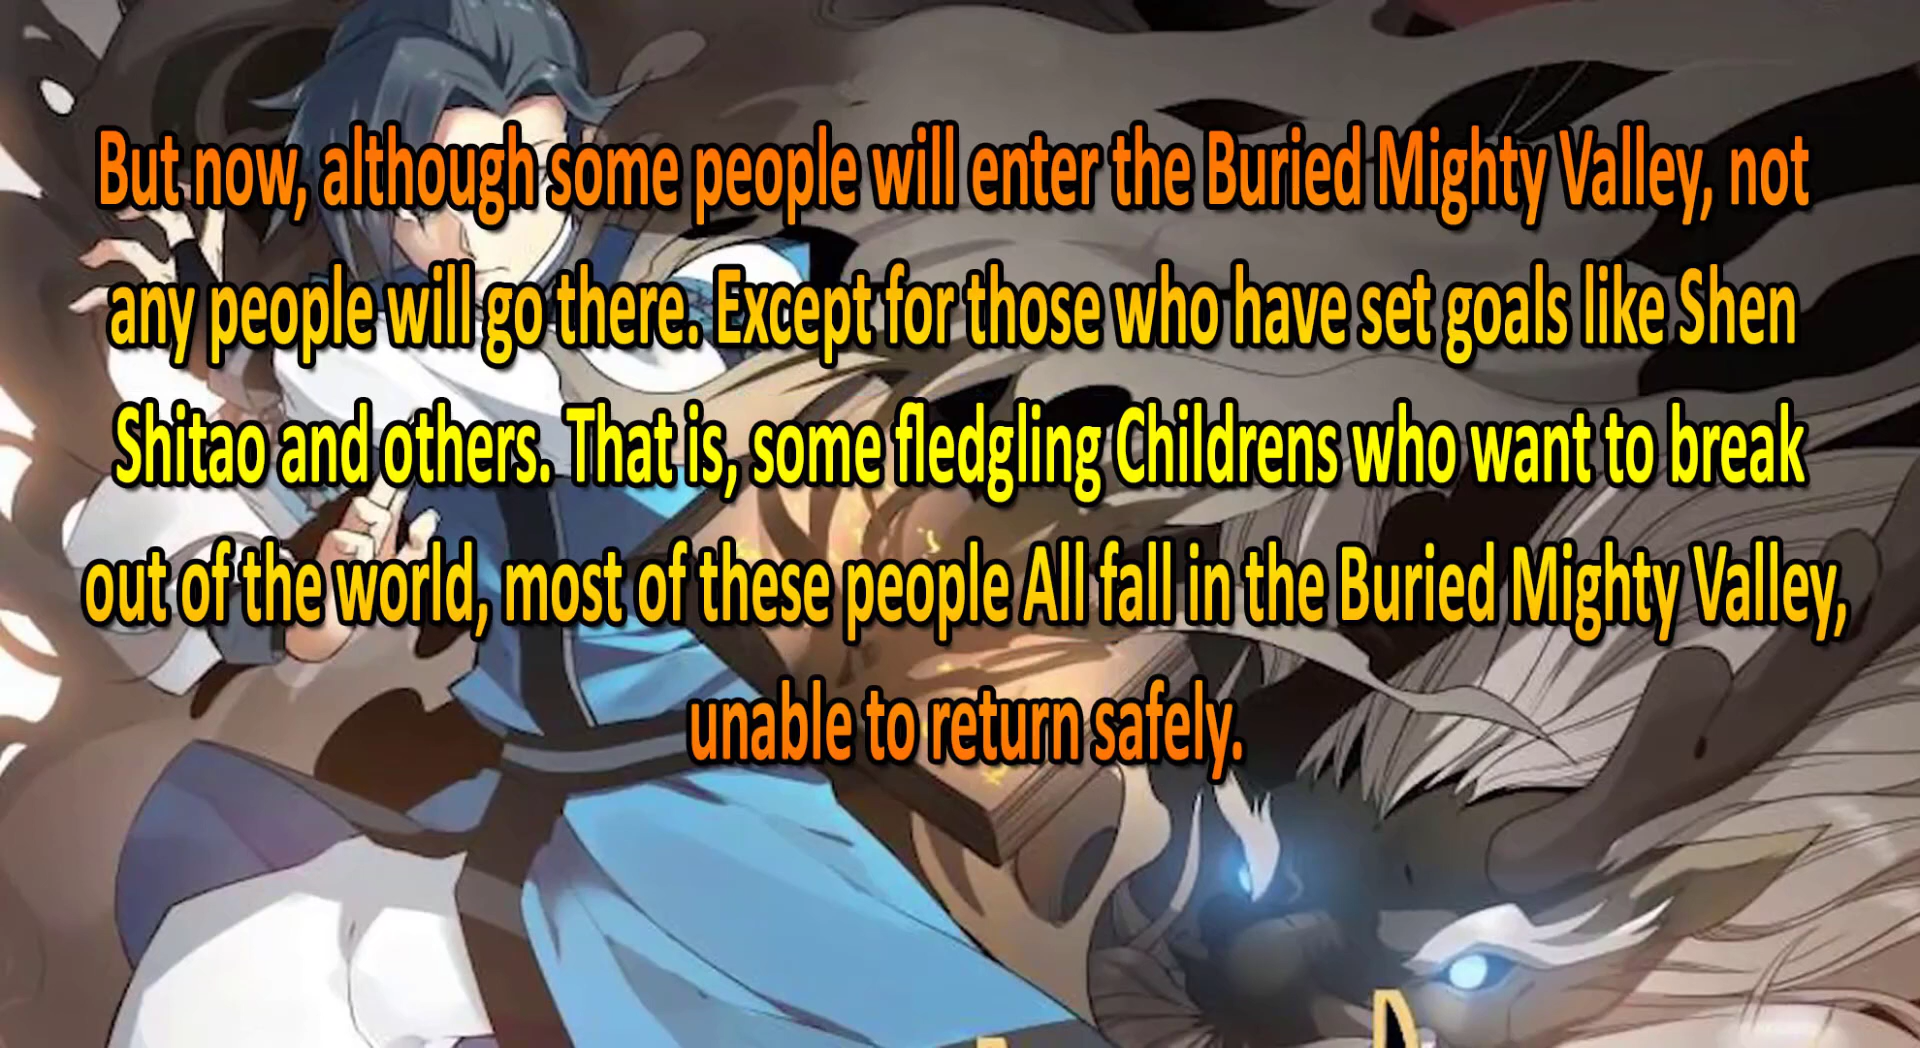 But now, although some people will enter the Buried Mighty Valley, not
any people will go there. Except for those who have set goals like Shen
Shitao and others. That is, some fledgling Childrens who want to break
out of the world, most of these people All fall in the Buried Mighty Valley,
unable to return safely.